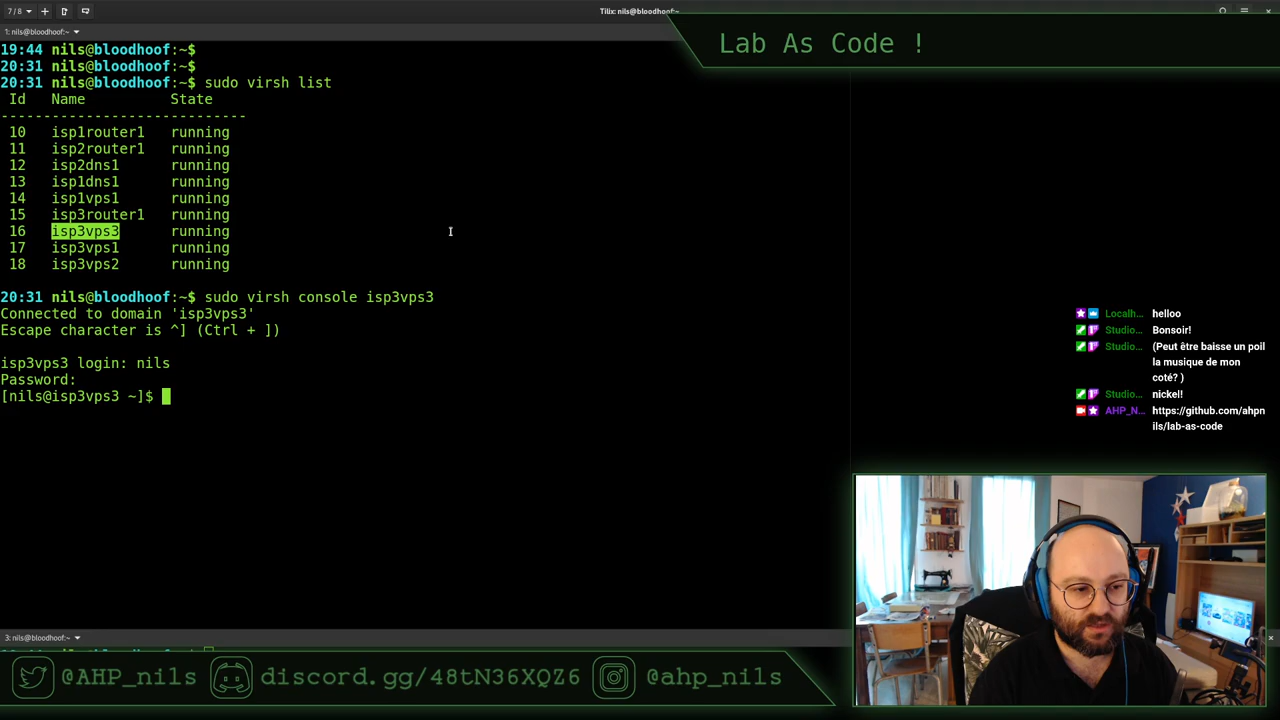 7 / 8
Tilix: nils@bloodhoof:~
1: nils@bloodhoof:~
Lab As Code !
19:44 nils@bloodhoof:~$
20:31 nils@bloodhoof:~$
20:31 nils@bloodhoof:~$ sudo virsh list
Id Name State
-----------------------------
10 isp1router1 running
11 isp2router1 running
12 isp2dns1 running
13 isp1dns1 running
14 isp1vps1 running
15 isp3router1 running
16 isp3vps3 running
17 isp3vps1 running
18 isp3vps2 running
20:31 nils@bloodhoof:~$ sudo virsh console isp3vps3
Connected to domain 'isp3vps3'
Escape character is ^] (Ctrl + ])
isp3vps3 login: nils
Password:
[nils@isp3vps3 ~]$
Localh... helloo
Studio... Bonsoir!
Studio... (Peut être baisse un poil
la musique de mon
coté? )
Studio... nickel!
AHP_N... https://github.com/ahpn
ils/lab-as-code
3: nils@bloodhoof:~
@AHP_nils discord.gg/48tN36XQZ6 @ahp_nils